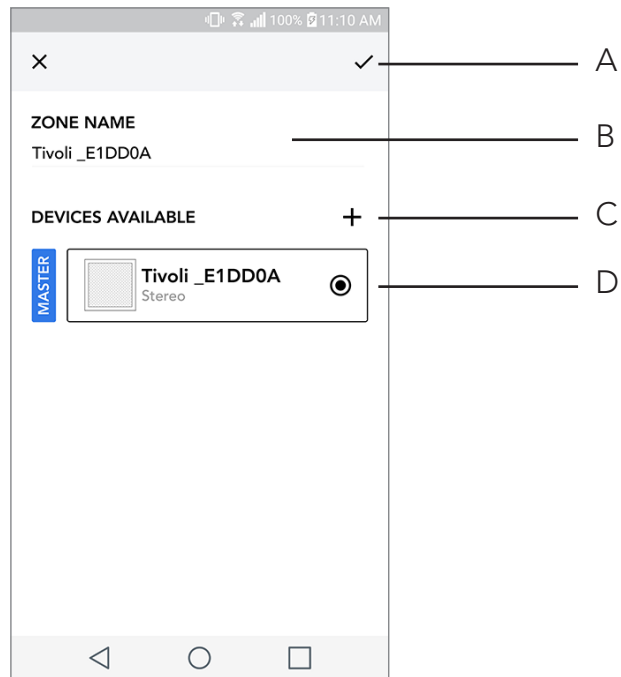 100% 11:10 AM
A
ZONE NAME
B
Tivoli _E1DD0A
DEVICES AVAILABLE
C
MASTER
Tivoli _E1DD0A
Stereo
D